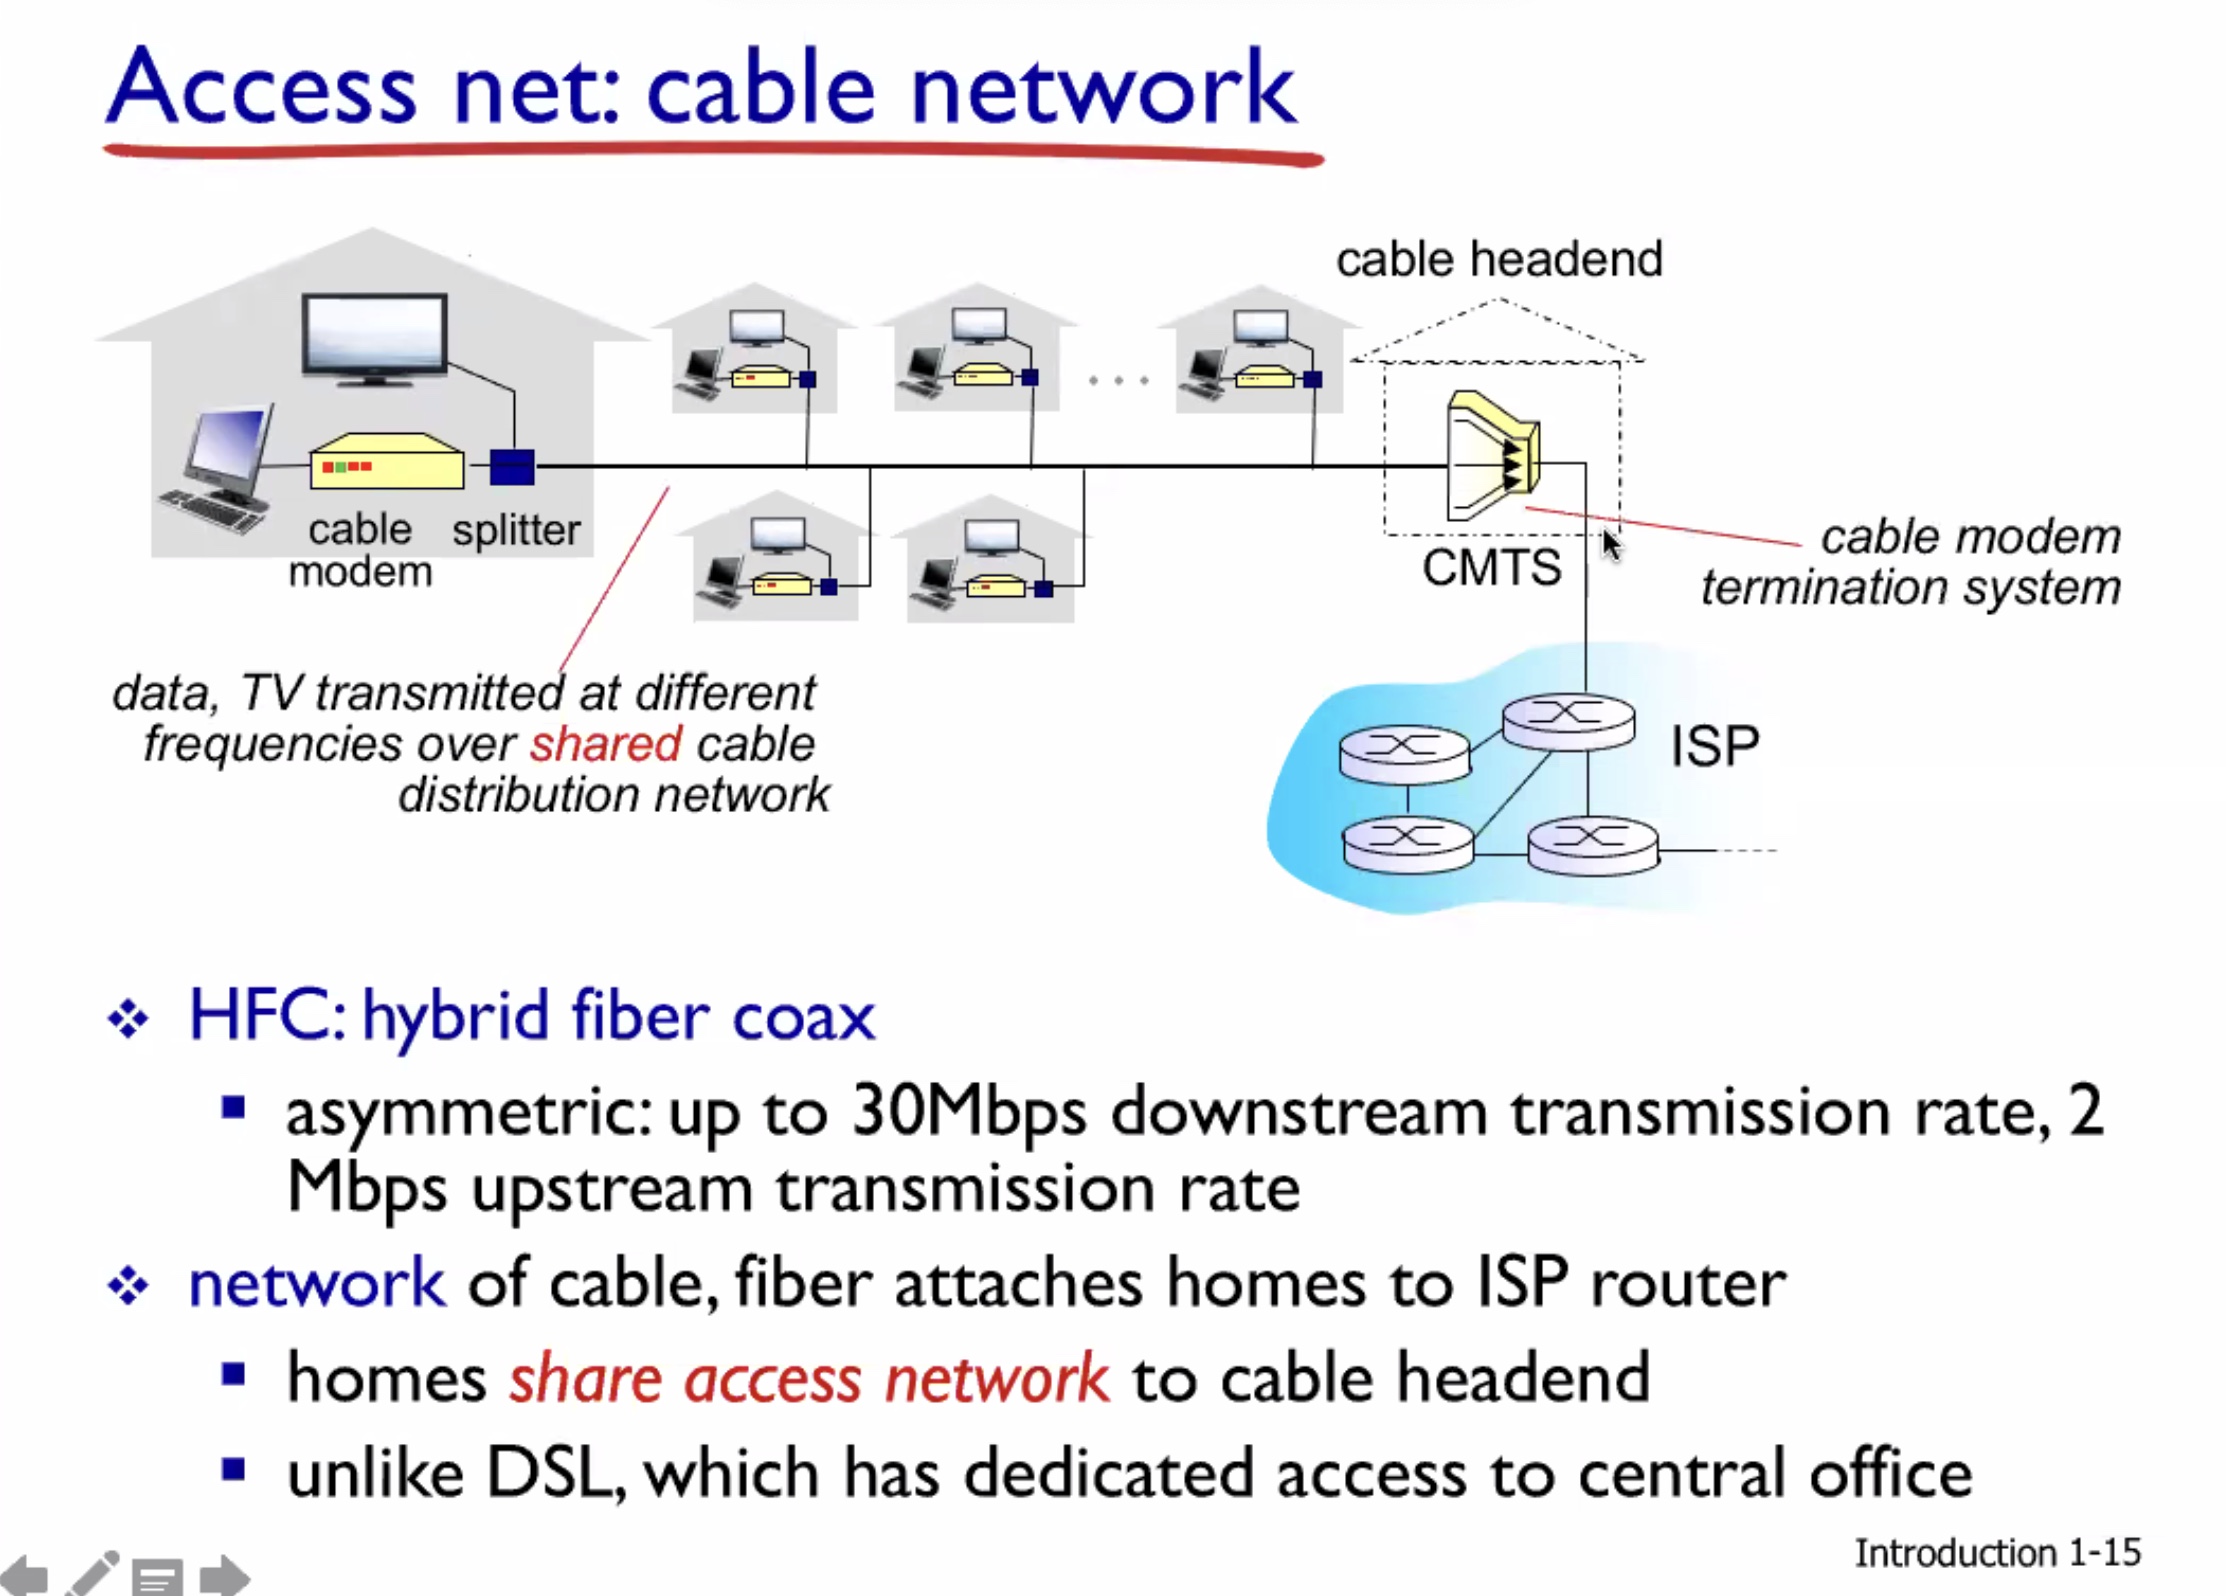 Access net: cable network
cable headend
cable
modem
splitter
CMTS
cable modem
termination system
data, TV transmitted at different
frequencies over shared cable
distribution network
ISP
❖ HFC: hybrid fiber coax
▪ asymmetric: up to 30Mbps downstream transmission rate, 2
Mbps upstream transmission rate
❖ network of cable, fiber attaches homes to ISP router
▪ homes share access network to cable headend
▪ unlike DSL, which has dedicated access to central office
Introduction 1-15